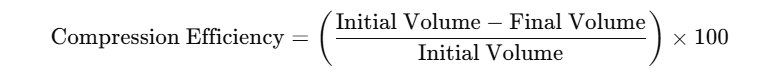 Compression Efficiency = (Initial Volume − Final Volume / Initial Volume) × 100